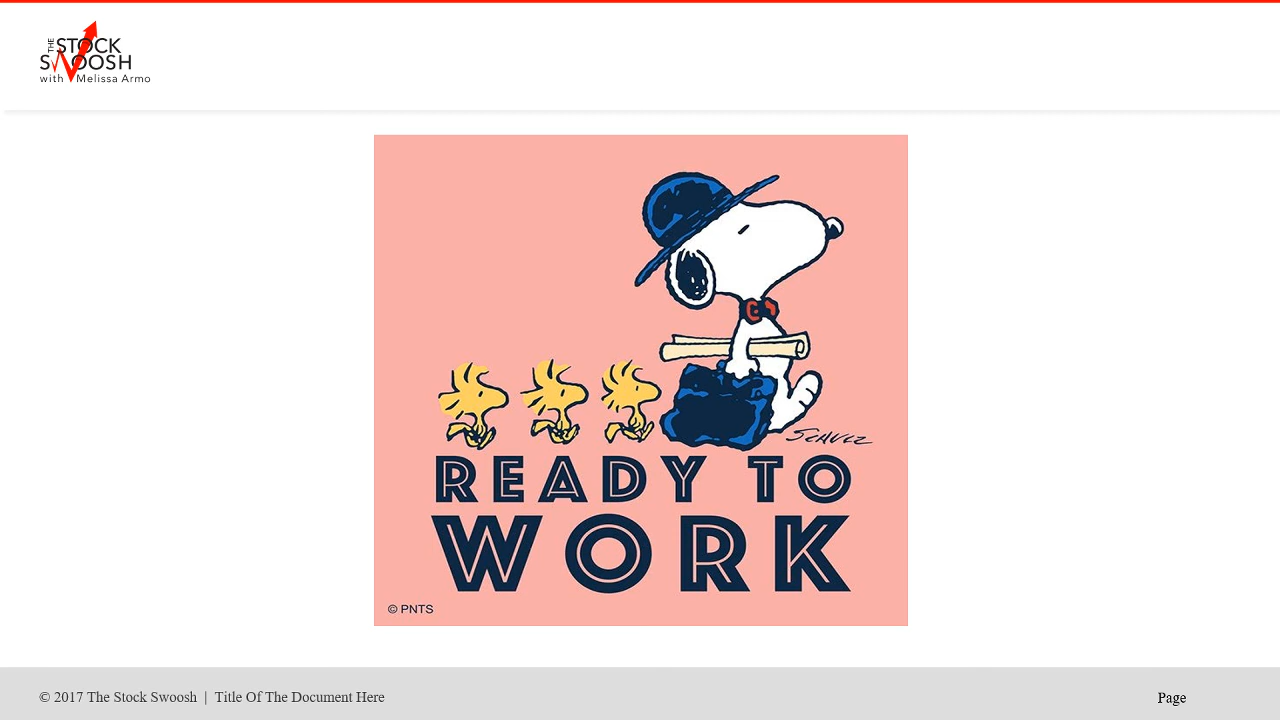 THE STOCK
SWOOSH
with Melissa Armo
SCHULZ
READY TO
WORK
© PNTS
© 2017 The Stock Swoosh | Title Of The Document Here
Page